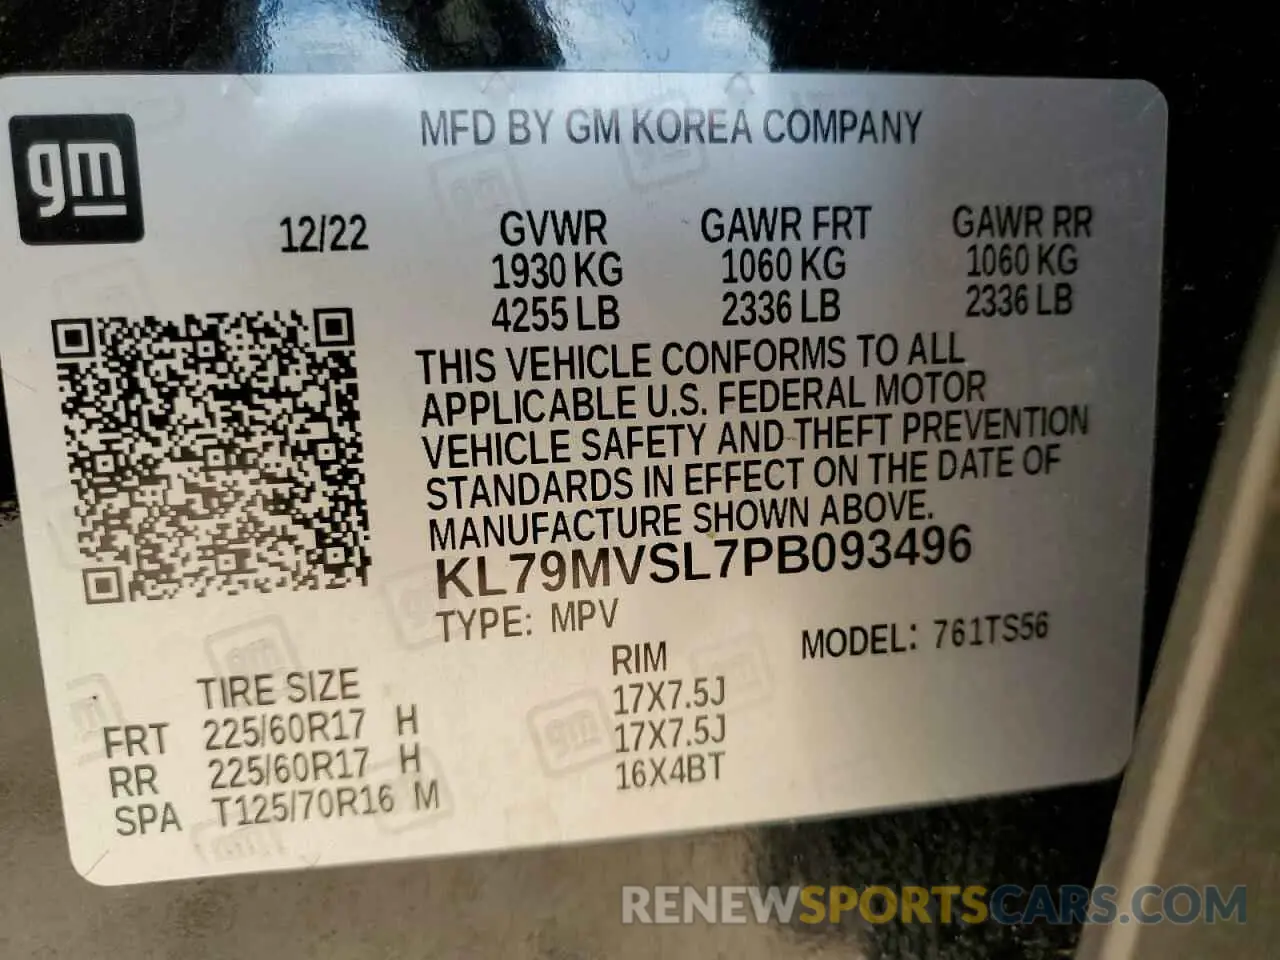 MFD BY GM KOREA COMPANY
gm
12/22
GVWR GAWR FRT GAWR RR
1930 KG 1060 KG 1060 KG
4255 LB 2336 LB 2336 LB
THIS VEHICLE CONFORMS TO ALL
APPLICABLE U.S. FEDERAL MOTOR
VEHICLE SAFETY AND THEFT PREVENTION
STANDARDS IN EFFECT ON THE DATE OF
MANUFACTURE SHOWN ABOVE.
KL79MVSL7PB093496
TYPE: MPV MODEL: 761TS56
TIRE SIZE RIM
FRT 225/60R17 H 17X7.5J
RR 225/60R17 H 17X7.5J
SPA T125/70R16 M 16X4BT
RENEWSPORTSCARS.COM